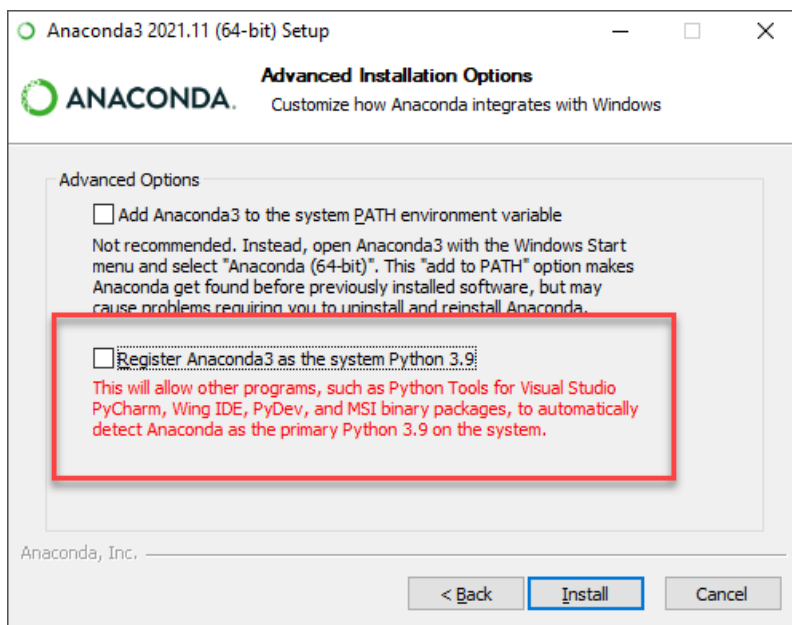 Anaconda3 2021.11 (64-bit) Setup
ANACONDA.
Advanced Installation Options
Customize how Anaconda integrates with Windows
Advanced Options
Add Anaconda3 to the system PATH environment variable
Not recommended. Instead, open Anaconda3 with the Windows Start
menu and select "Anaconda (64-bit)". This "add to PATH" option makes
Anaconda get found before previously installed software, but may
cause problems requiring you to uninstall and reinstall Anaconda.
Register Anaconda3 as the system Python 3.9
This will allow other programs, such as Python Tools for Visual Studio
PyCharm, Wing IDE, PyDev, and MSI binary packages, to automatically
detect Anaconda as the primary Python 3.9 on the system.
Anaconda, Inc.
< Back
Install
Cancel